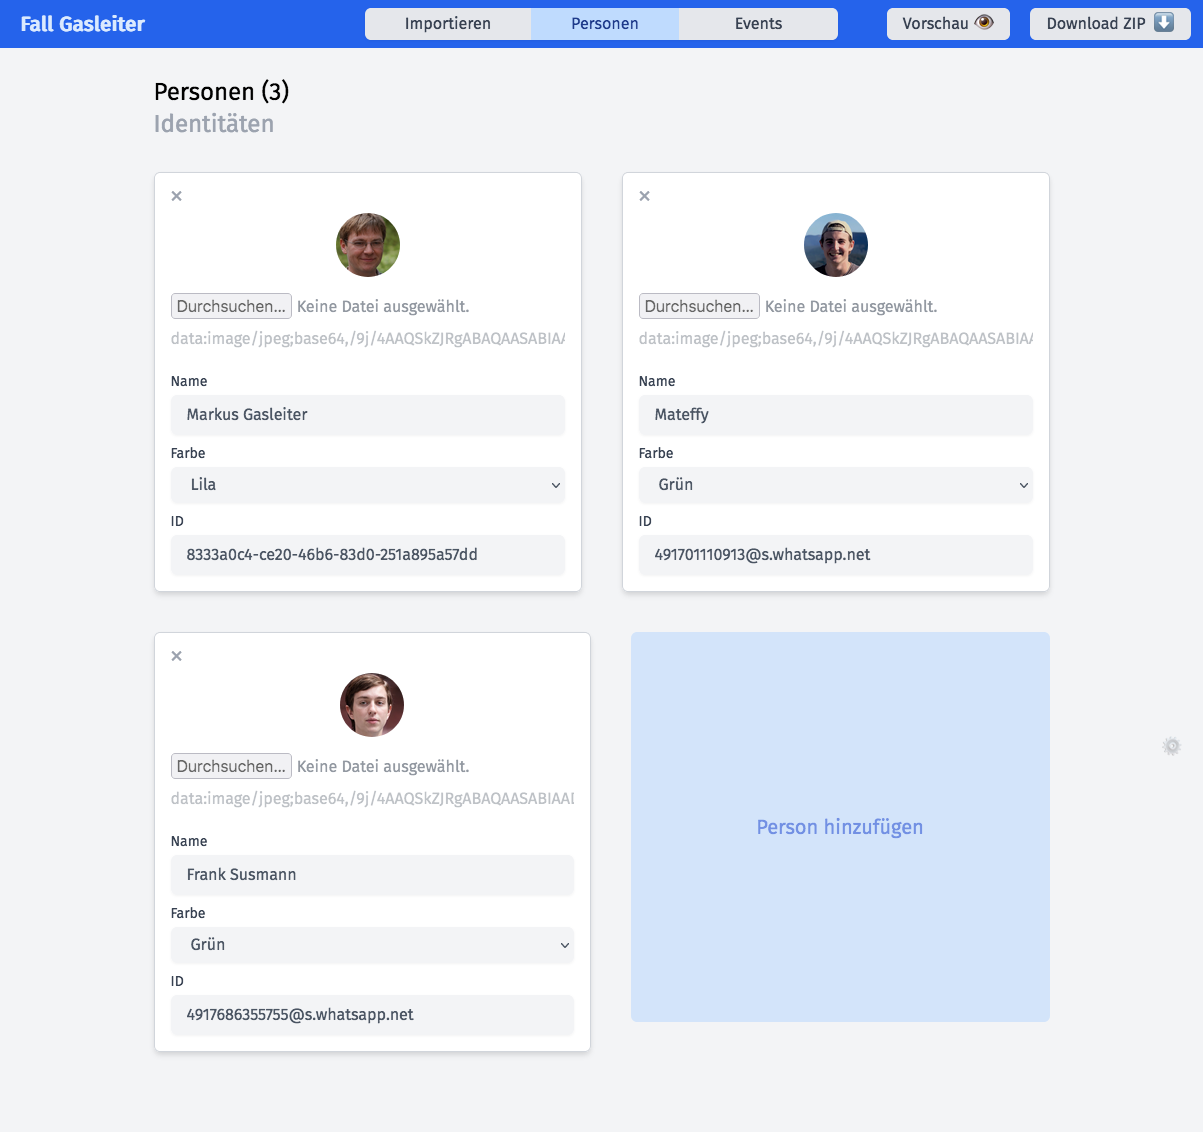 Fall Gasleiter
Importieren
Personen
Events
Vorschau
Download ZIP
Personen (3)
Identitäten
×
Durchsuchen... Keine Datei ausgewählt.
data:image/jpeg;base64,/9j/4AAQSkZJRgABAQAASABIAA
Name
Markus Gasleiter
Farbe
Lila
ID
8333a0c4-ce20-46b6-83d0-251a895a57dd
×
Durchsuchen... Keine Datei ausgewählt.
data:image/jpeg;base64,/9j/4AAQSkZJRgABAQAASABIAA
Name
Mateffy
Farbe
Grün
ID
491701110913@s.whatsapp.net
×
Durchsuchen... Keine Datei ausgewählt.
data:image/jpeg;base64,/9j/4AAQSkZJRgABAQAASABIAAD
Name
Frank Susmann
Farbe
Grün
ID
4917686355755@s.whatsapp.net
Person hinzufügen